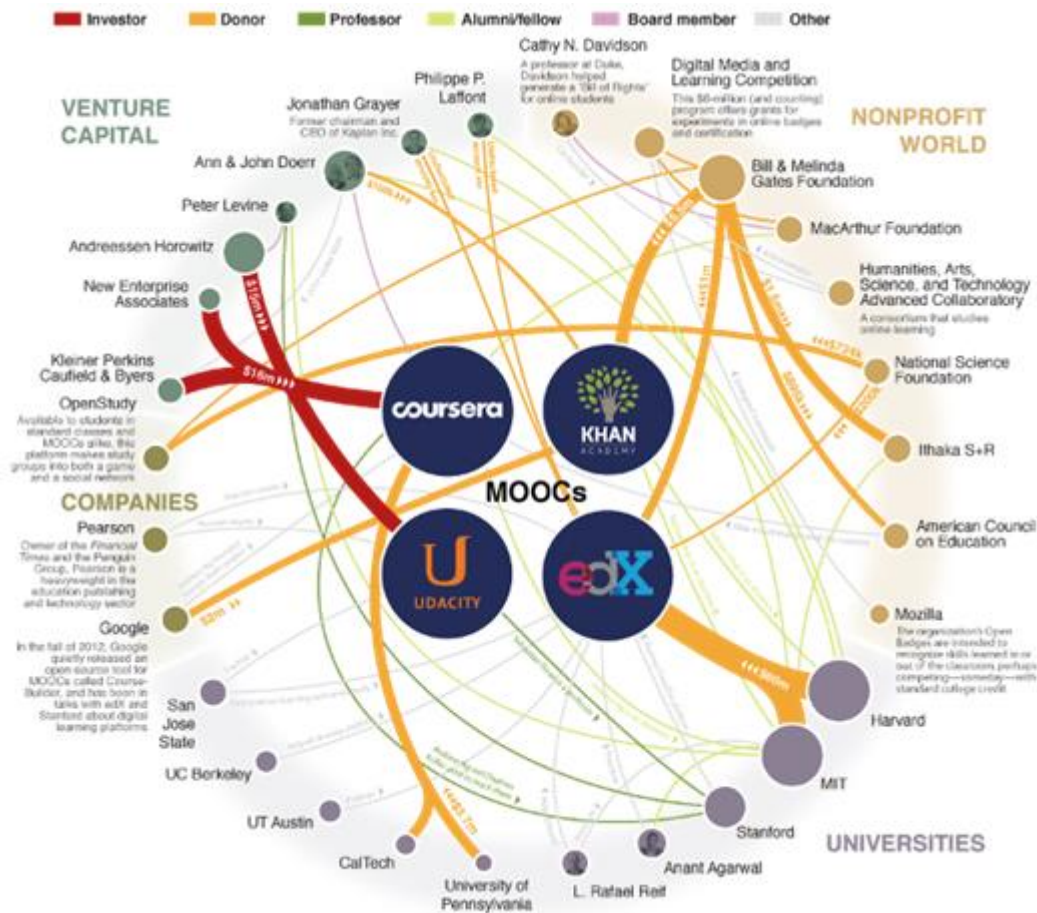 Investor
Donor
Professor
Alumni/fellow
Board member
Other
VENTURE
CAPITAL
Philippe P.
Laffont
Jonathan Grayer
Former chairman and
CEO of Kaplan Inc.
Ann & John Doerr
Peter Levine
Andreessen Horowitz
New Enterprise
Associates
Kleiner Perkins
Caufield & Byers
OpenStudy
Available to students in
standard classes and
MOOCs alike, this
platform makes study
groups into both a game
and a social network
COMPANIES
Pearson
Owner of the Financial
Times and the Penguin
Group, Pearson is a
heavyweight in the
education publishing
and technology sector
Google
In the fall of 2012, Google
quietly released an
open-source tool for
MOOCs called Course-
Builder, and has been in
talks with edX and
Stanford about digital
learning platforms
Cathy N. Davidson
A professor at Duke,
Davidson helped
generate a "Bill of Rights"
for online students
Digital Media and
Learning Competition
This $6-million (and counting)
program offers grants for
experiments in online badges
and certification
NONPROFIT
WORLD
Bill & Melinda
Gates Foundation
MacArthur Foundation
Humanities, Arts,
Science, and Technology
Advanced Collaboratory
A consortium that studies
online learning
National Science
Foundation
Ithaka S+R
American Council
on Education
Mozilla
The organization's Open
Badges are intended to
recognize skills learned in or
out of the classroom, perhaps
competing—someday—with
standard college credit
coursera
KHAN
ACADEMY
MOOCs
U
UDACITY
edX
$15m
$16m
$2m
$3.7m
$60m
$1m
San
Jose
State
UC Berkeley
UT Austin
CalTech
University of
Pennsylvania
L. Rafael Reif
Anant Agarwal
Stanford
MIT
Harvard
UNIVERSITIES